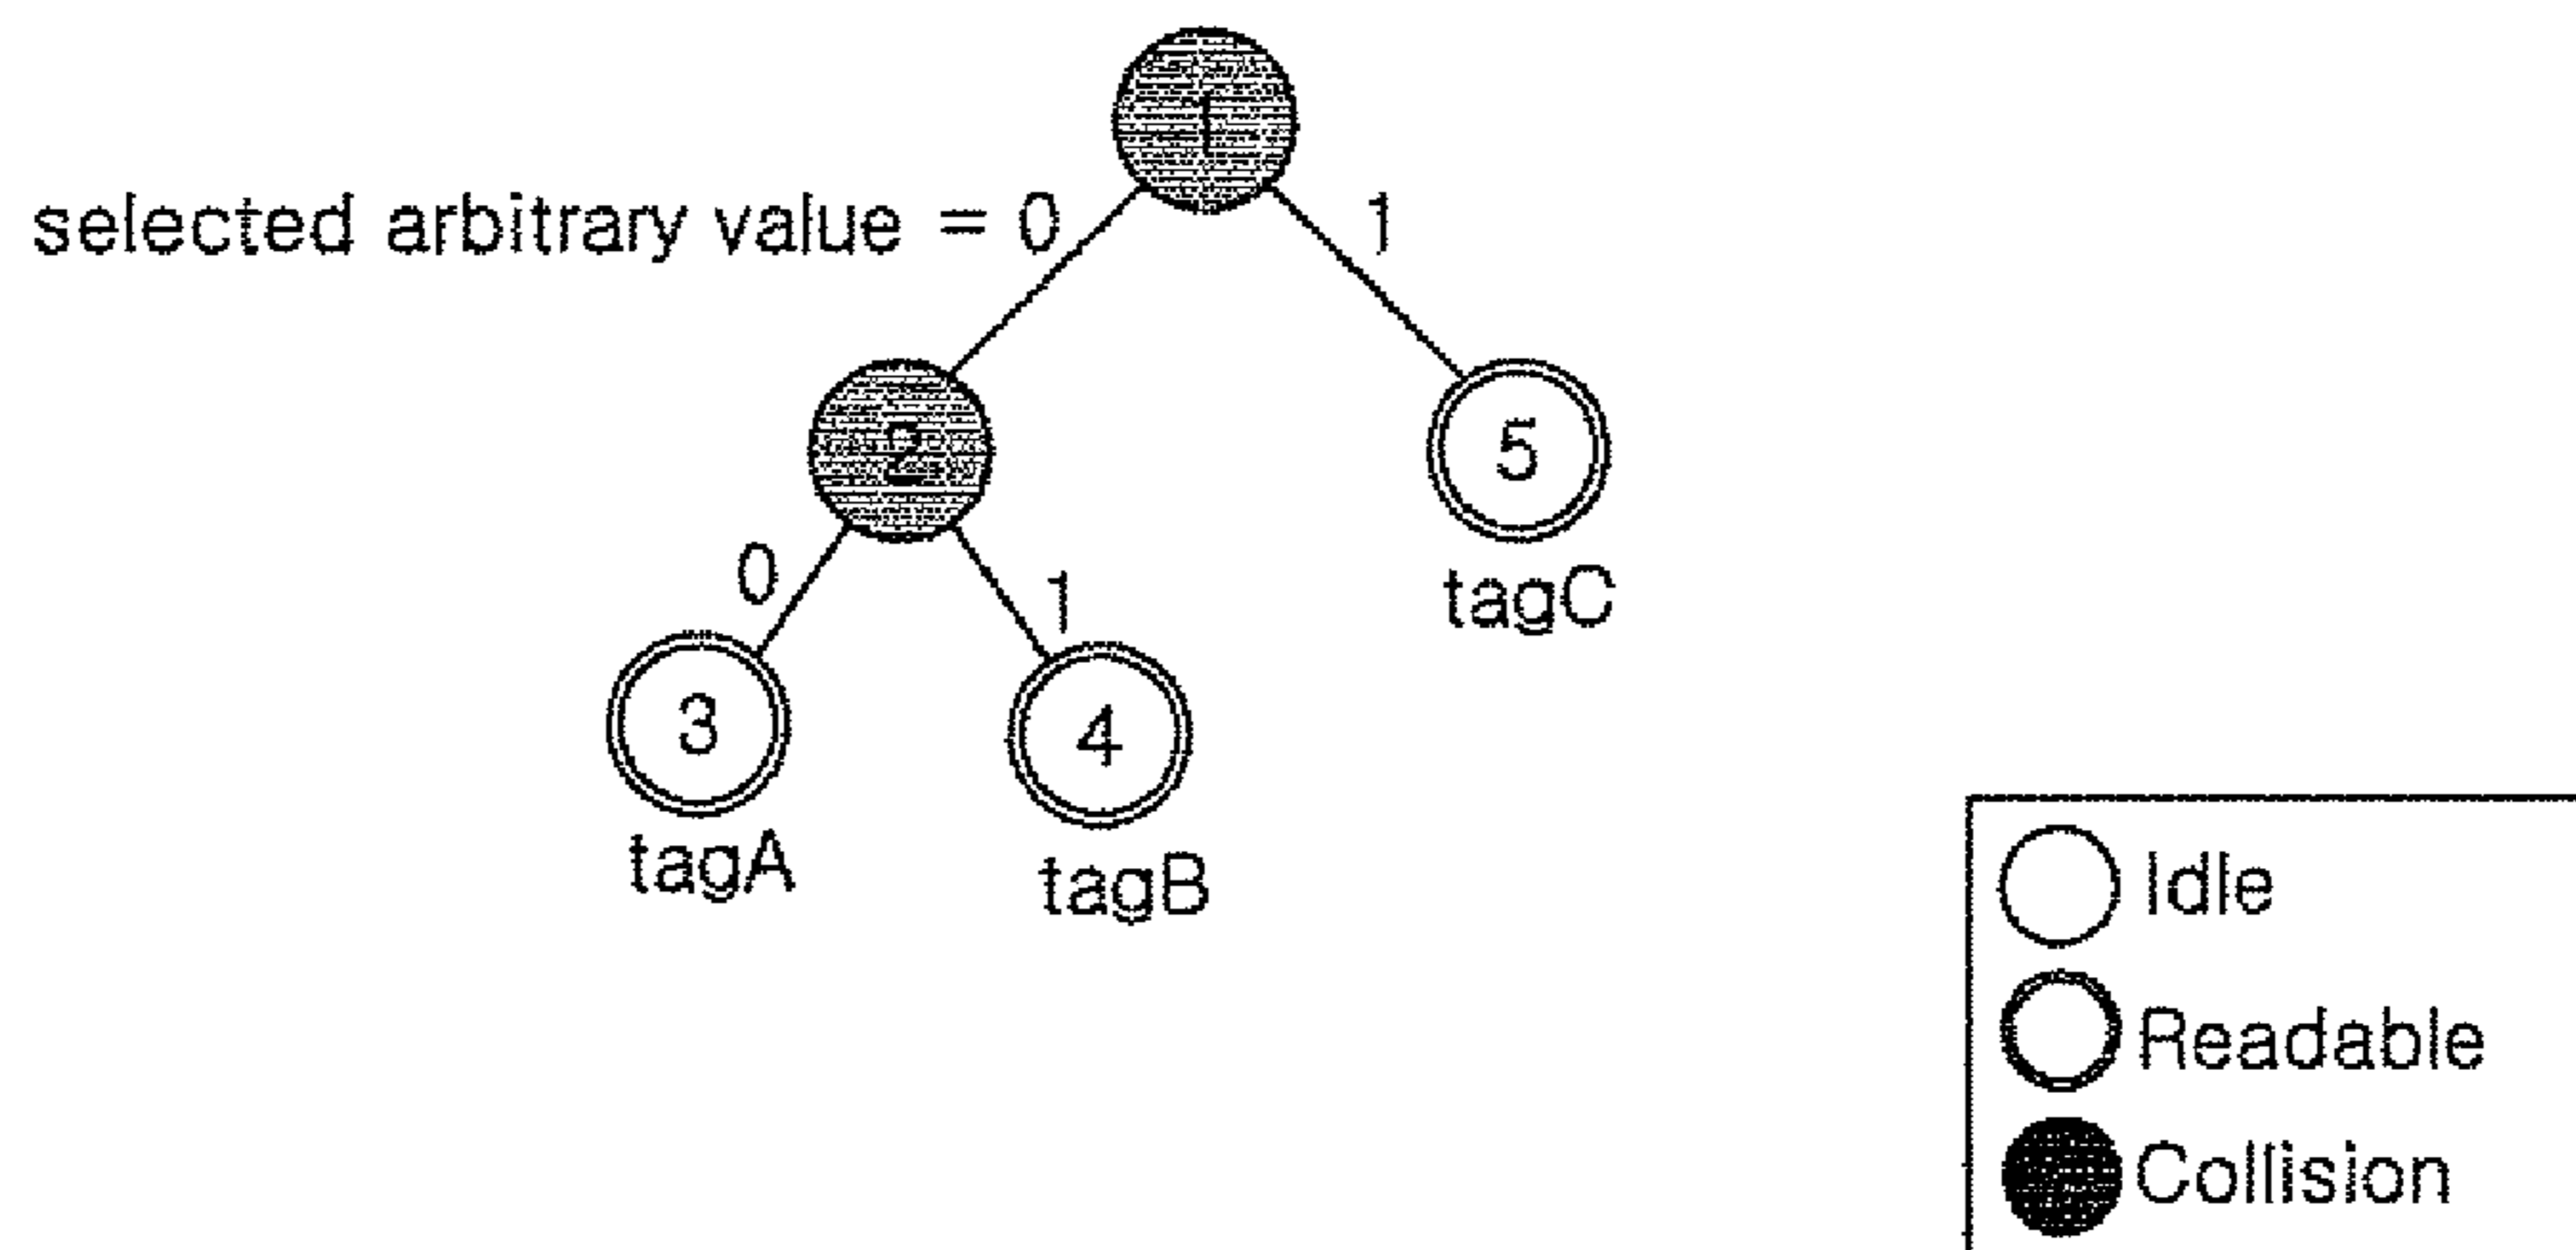 1
selected arbitrary value = 0 1
2 5
0 1 tagC
3 4
tagA tagB
Idle
Readable
Collision